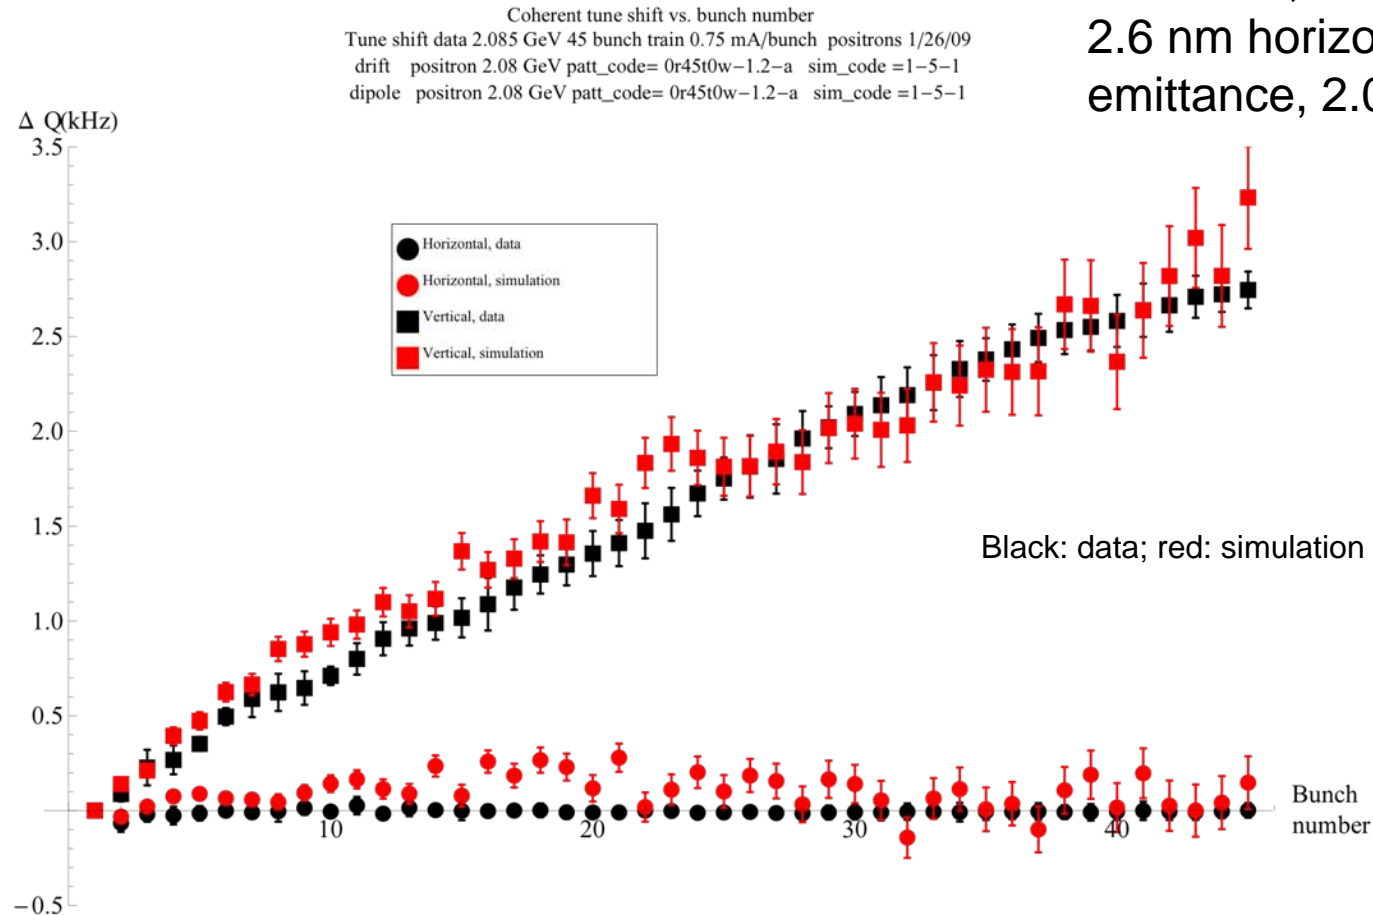 Coherent tune shift vs. bunch number
Tune shift data 2.085 GeV 45 bunch train 0.75 mA/bunch positrons 1/26/09
drift positron 2.08 GeV patt_code= 0r45t0w−1.2−a sim_code =1−5−1
dipole positron 2.08 GeV patt_code= 0r45t0w−1.2−a sim_code =1−5−1
2.6 nm
emittance,
Δ Q(kHz)
3.5
3.0
2.5
2.0
1.5
1.0
0.5
−0.5
Horizontal, data
Horizontal, simulation
Vertical, data
Vertical, simulation
Black: data; red: simulation
10
20
30
40
Bunch
number